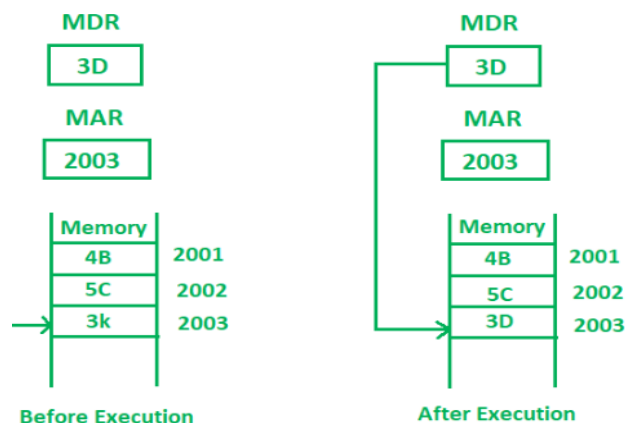 MDR
3D
MAR
2003
Memory
4B 2001
5C 2002
3k 2003
Before Execution
MDR
3D
MAR
2003
Memory
4B 2001
5C 2002
3D 2003
After Execution